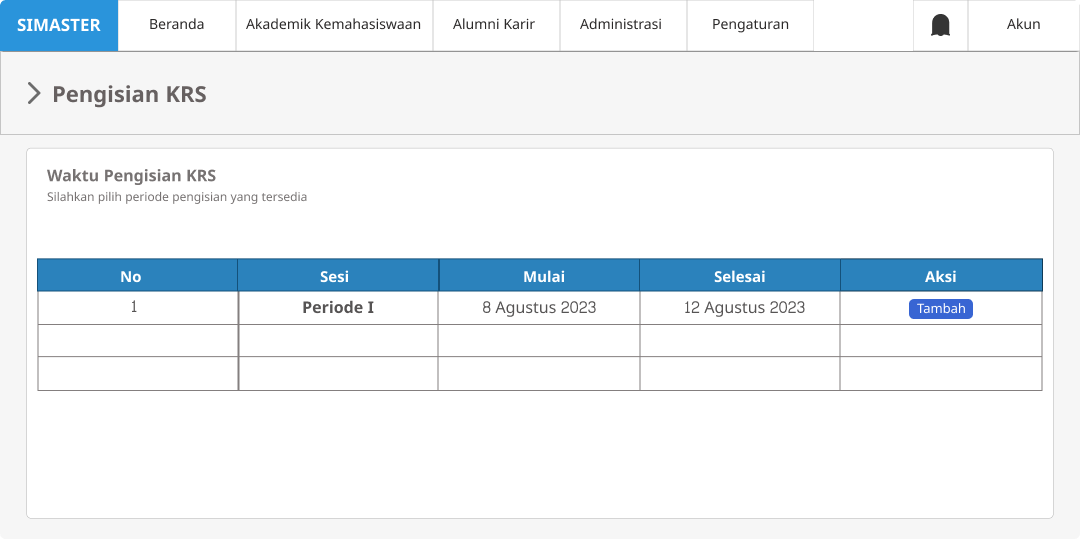 SIMASTER Beranda Akademik Kemahasiswaan Alumni Karir Administrasi Pengaturan Akun
Pengisian KRS
Waktu Pengisian KRS
Silahkan pilih periode pengisian yang tersedia
No Sesi Mulai Selesai Aksi
1 Periode I 8 Agustus 2023 12 Agustus 2023 Tambah